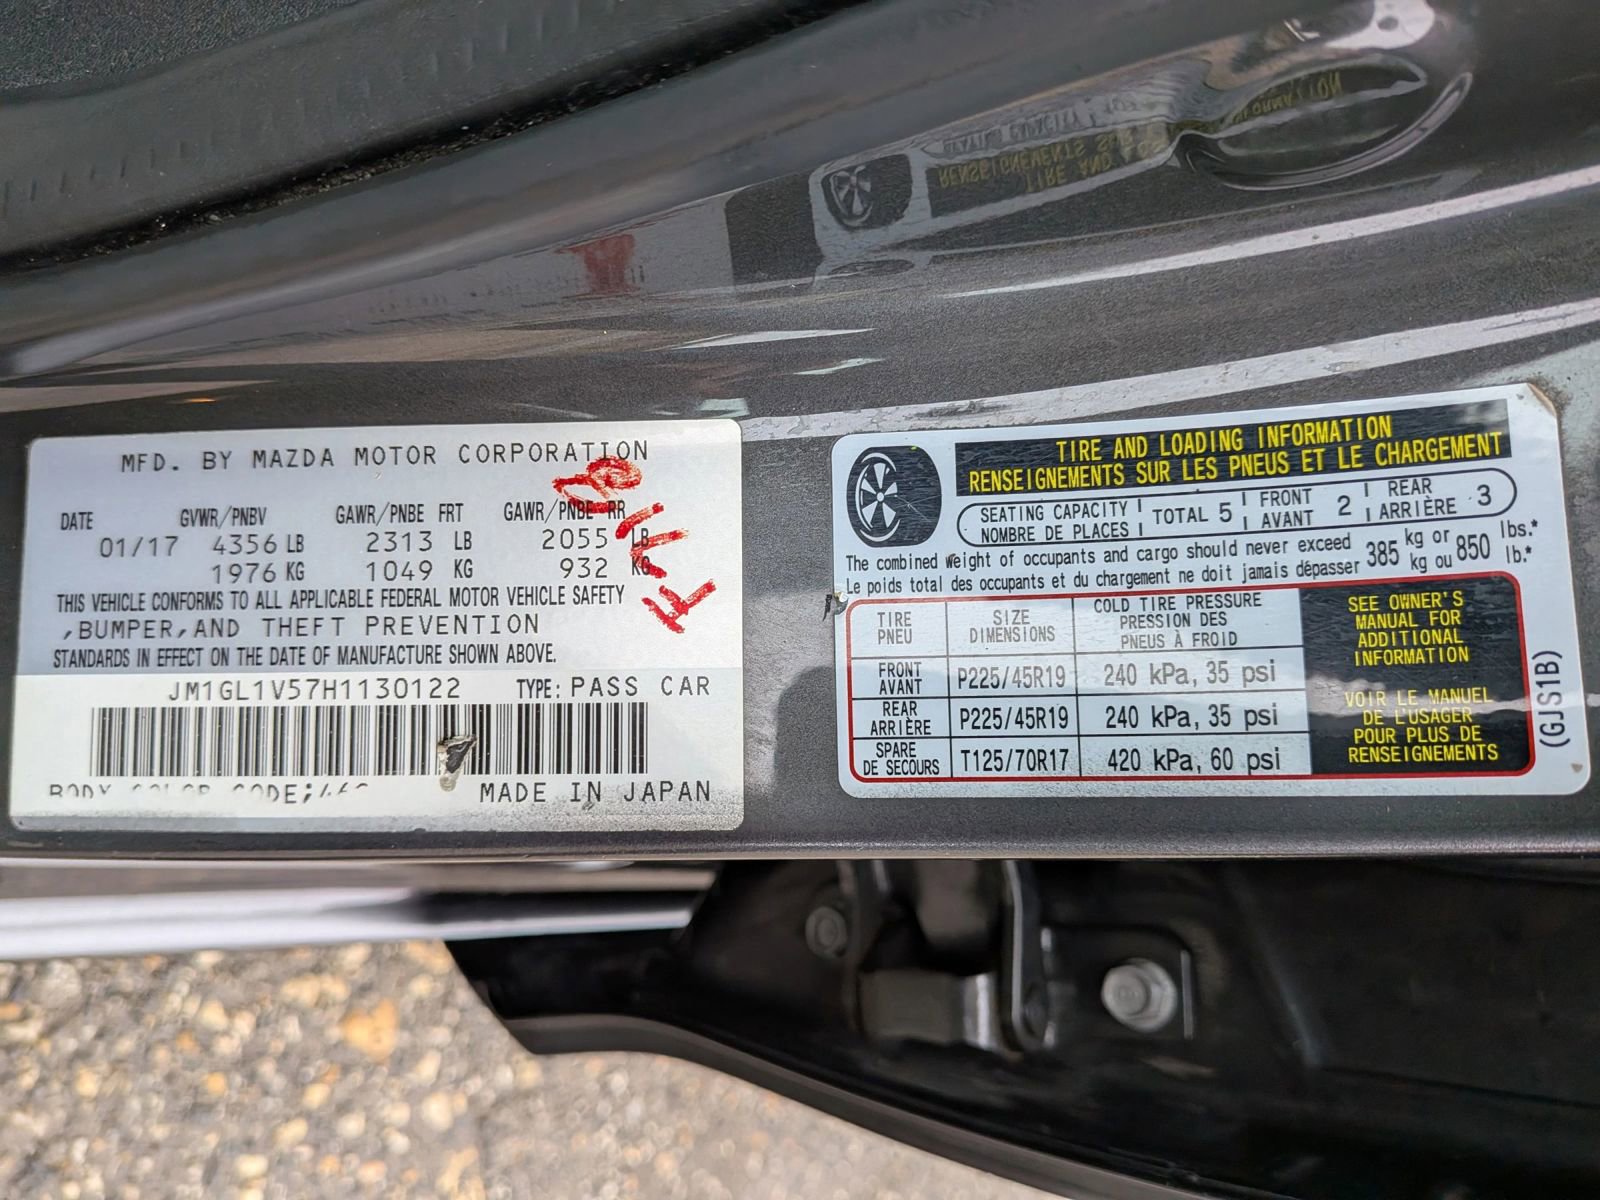 MFD. BY MAZDA MOTOR CORPORATION
DATE GVWR/PNBV GAWR/PNBE FRT GAWR/PNBE RR
01/17 4356 LB 2313 LB 2055 LB
1976 KG 1049 KG 932 KG
THIS VEHICLE CONFORMS TO ALL APPLICABLE FEDERAL MOTOR VEHICLE SAFETY
,BUMPER,AND THEFT PREVENTION
STANDARDS IN EFFECT ON THE DATE OF MANUFACTURE SHOWN ABOVE.
JM1GL1V57H1130122 TYPE: PASS CAR
BODY COLOR CODE; MADE IN JAPAN
TIRE AND LOADING INFORMATION
RENSEIGNEMENTS SUR LES PNEUS ET LE CHARGEMENT
SEATING CAPACITY
NOMBRE DE PLACES
TOTAL 5
FRONT
AVANT
2
REAR
ARRIÈRE
3
The combined weight of occupants and cargo should never exceed 385 kg or 850 lbs.*
Le poids total des occupants et du chargement ne doit jamais dépasser 385 kg ou 850 lb.*
TIRE
PNEU
SIZE
DIMENSIONS
COLD TIRE PRESSURE
PRESSION DES
PNEUS À FROID
FRONT
AVANT
P225/45R19
240 kPa, 35 psi
REAR
ARRIÈRE
P225/45R19
240 kPa, 35 psi
SPARE
DE SECOURS
T125/70R17
420 kPa, 60 psi
SEE OWNER'S
MANUAL FOR
ADDITIONAL
INFORMATION
VOIR LE MANUEL
DE L'USAGER
POUR PLUS DE
RENSEIGNEMENTS
(GJS1B)